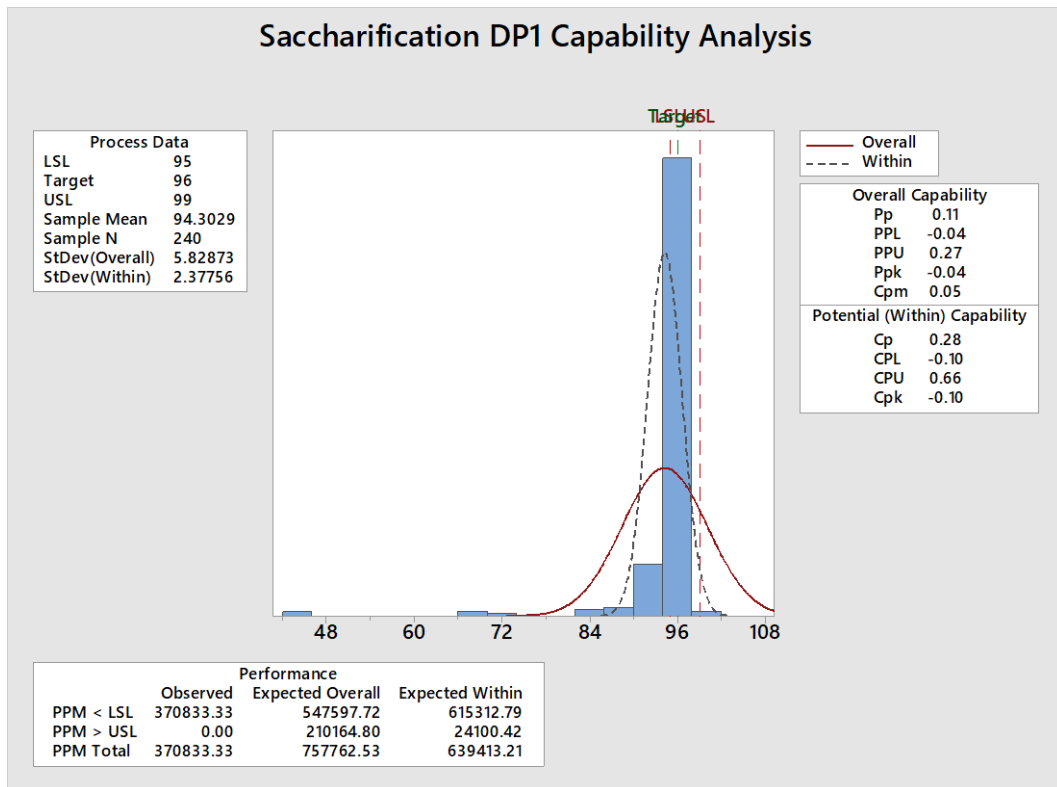 Saccharification DP1 Capability Analysis
LSL Target USL
Process Data
LSL 95
Target 96
USL 99
Sample Mean 94.3029
Sample N 240
StDev(Overall) 5.82873
StDev(Within) 2.37756
Overall
Within
Overall Capability
Pp 0.11
PPL -0.04
PPU 0.27
Ppk -0.04
Cpm 0.05
Potential (Within) Capability
Cp 0.28
CPL -0.10
CPU 0.66
Cpk -0.10
48 60 72 84 96 108
Performance
Observed Expected Overall Expected Within
PPM < LSL 370833.33 547597.72 615312.79
PPM > USL 0.00 210164.80 24100.42
PPM Total 370833.33 757762.53 639413.21